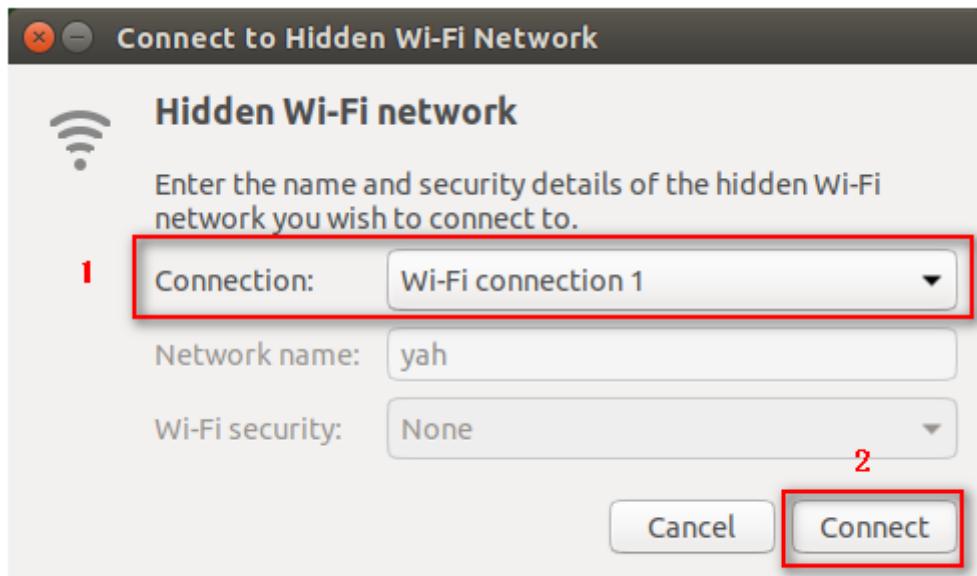 Connect to Hidden Wi-Fi Network
Hidden Wi-Fi network
Enter the name and security details of the hidden Wi-Fi
network you wish to connect to.
1
Connection: Wi-Fi connection 1
Network name: yah
Wi-Fi security: None
2
Cancel Connect